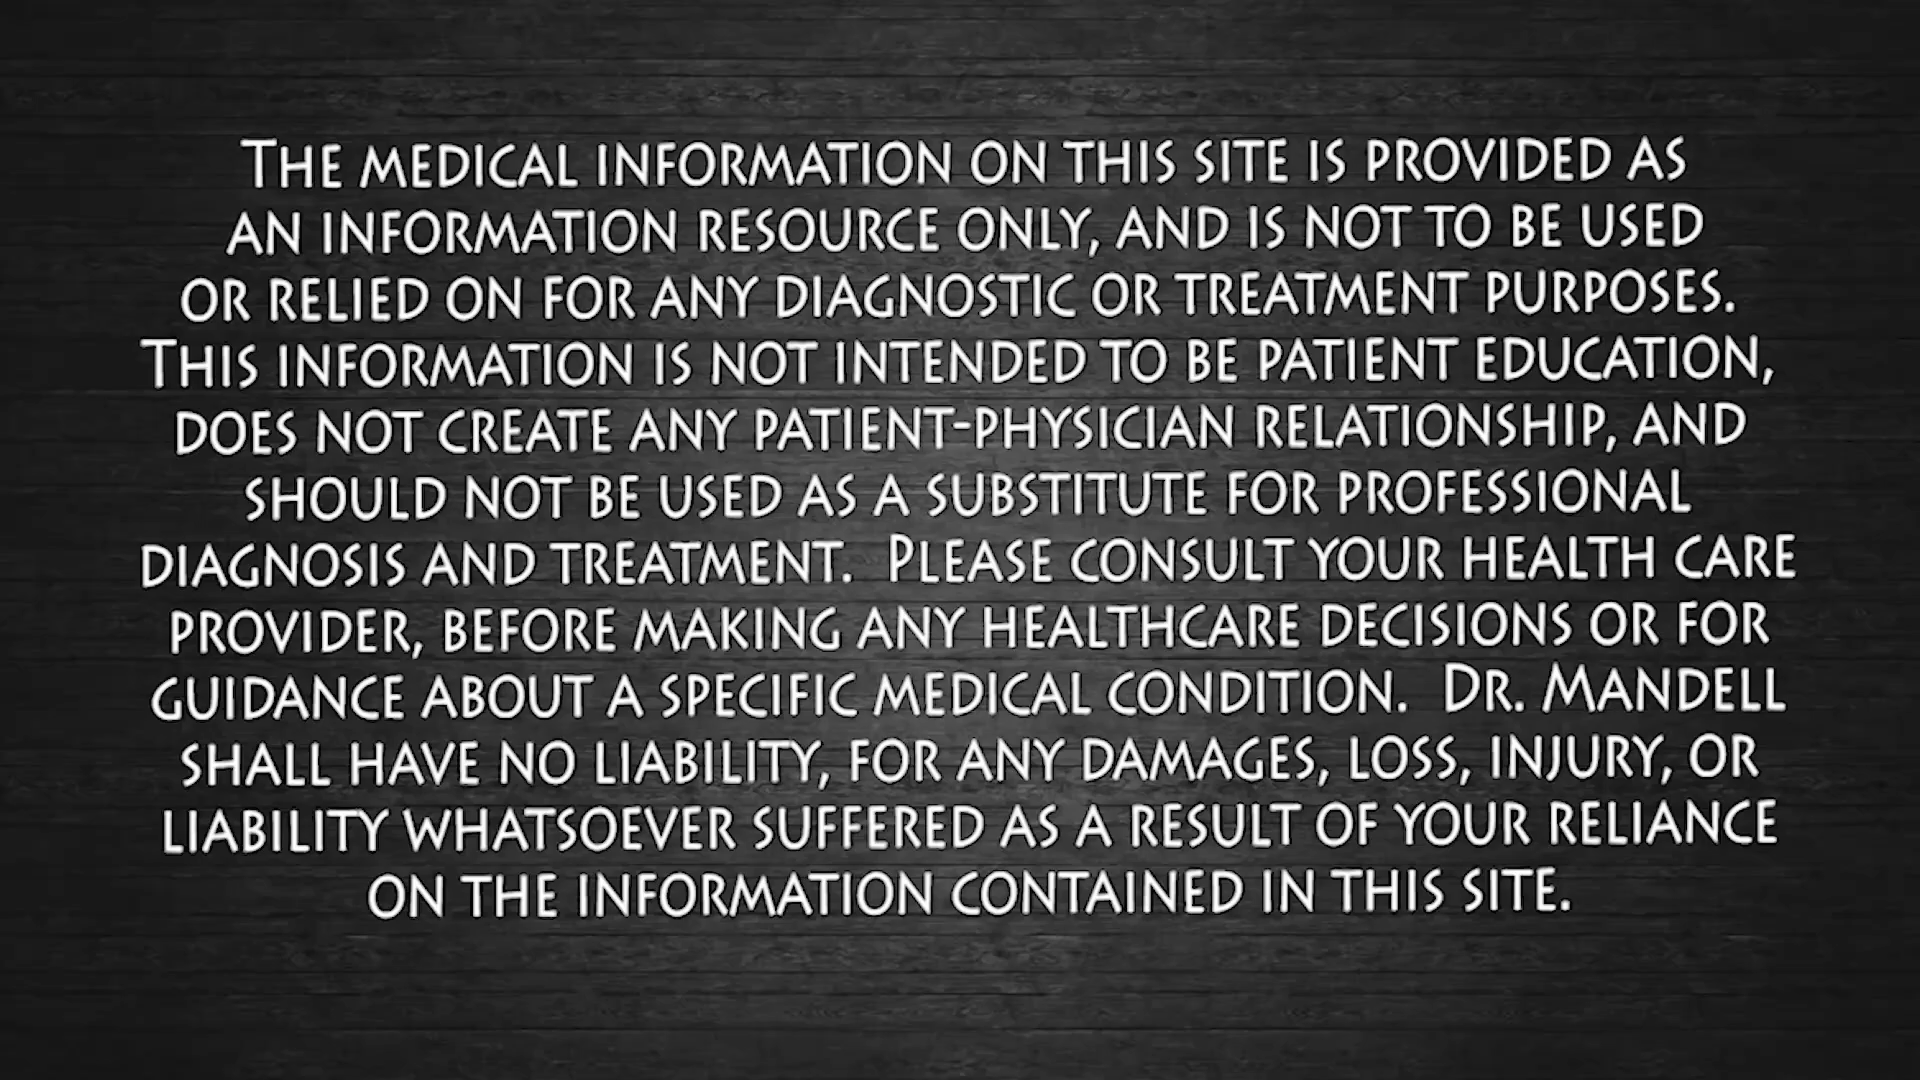 The medical information on this site is provided as
an information resource only, and is not to be used
or relied on for any diagnostic or treatment purposes.
This information is not intended to be patient education,
does not create any patient-physician relationship, and
should not be used as a substitute for professional
diagnosis and treatment.  Please consult your health care
provider, before making any healthcare decisions or for
guidance about a specific medical condition.  Dr. Mandell
shall have no liability, for any damages, loss, injury, or
liability whatsoever suffered as a result of your reliance
on the information contained in this site.